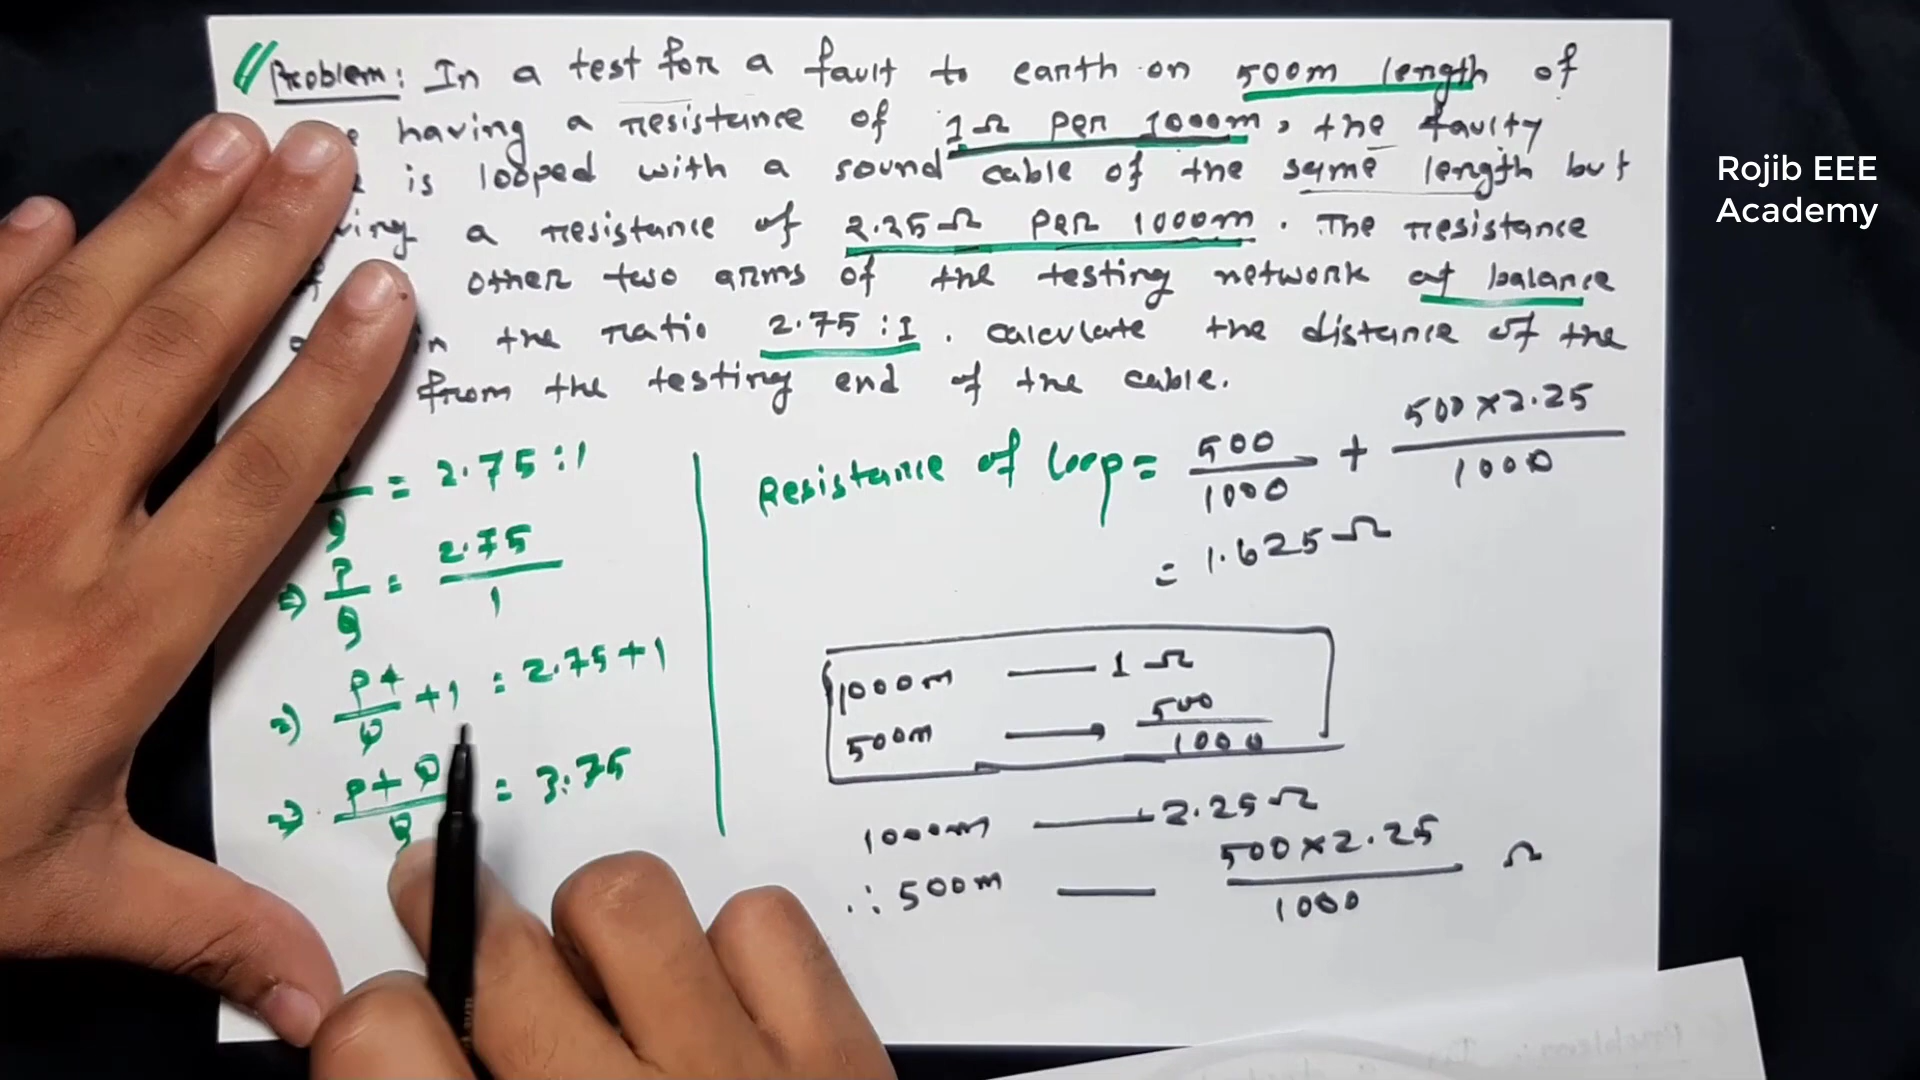 Problem: In a test for a fault to earth on 500m length of
having a resistance of 1Ω per 1000m, the faulty
is looped with a sound cable of the same length but
ving a resistance of 2.25Ω per 1000m. The resistance
other two arms of the testing network at balance
in the ratio 2.75:1. calculate the distance of the
from the testing end of the cable.
Rojib EEE
Academy
Q = 2.75:1
⇒ P/Q = 2.75/1
⇒ P+/Q +1 = 2.75+1
⇒ P+Q/Q = 3.75
Resistance of loop = 500/1000 + 500×2.25/1000
= 1.625Ω
1000m — 1Ω
500m → 500/1000
1000m — 2.25Ω
∴ 500m — 500×2.25/1000 Ω